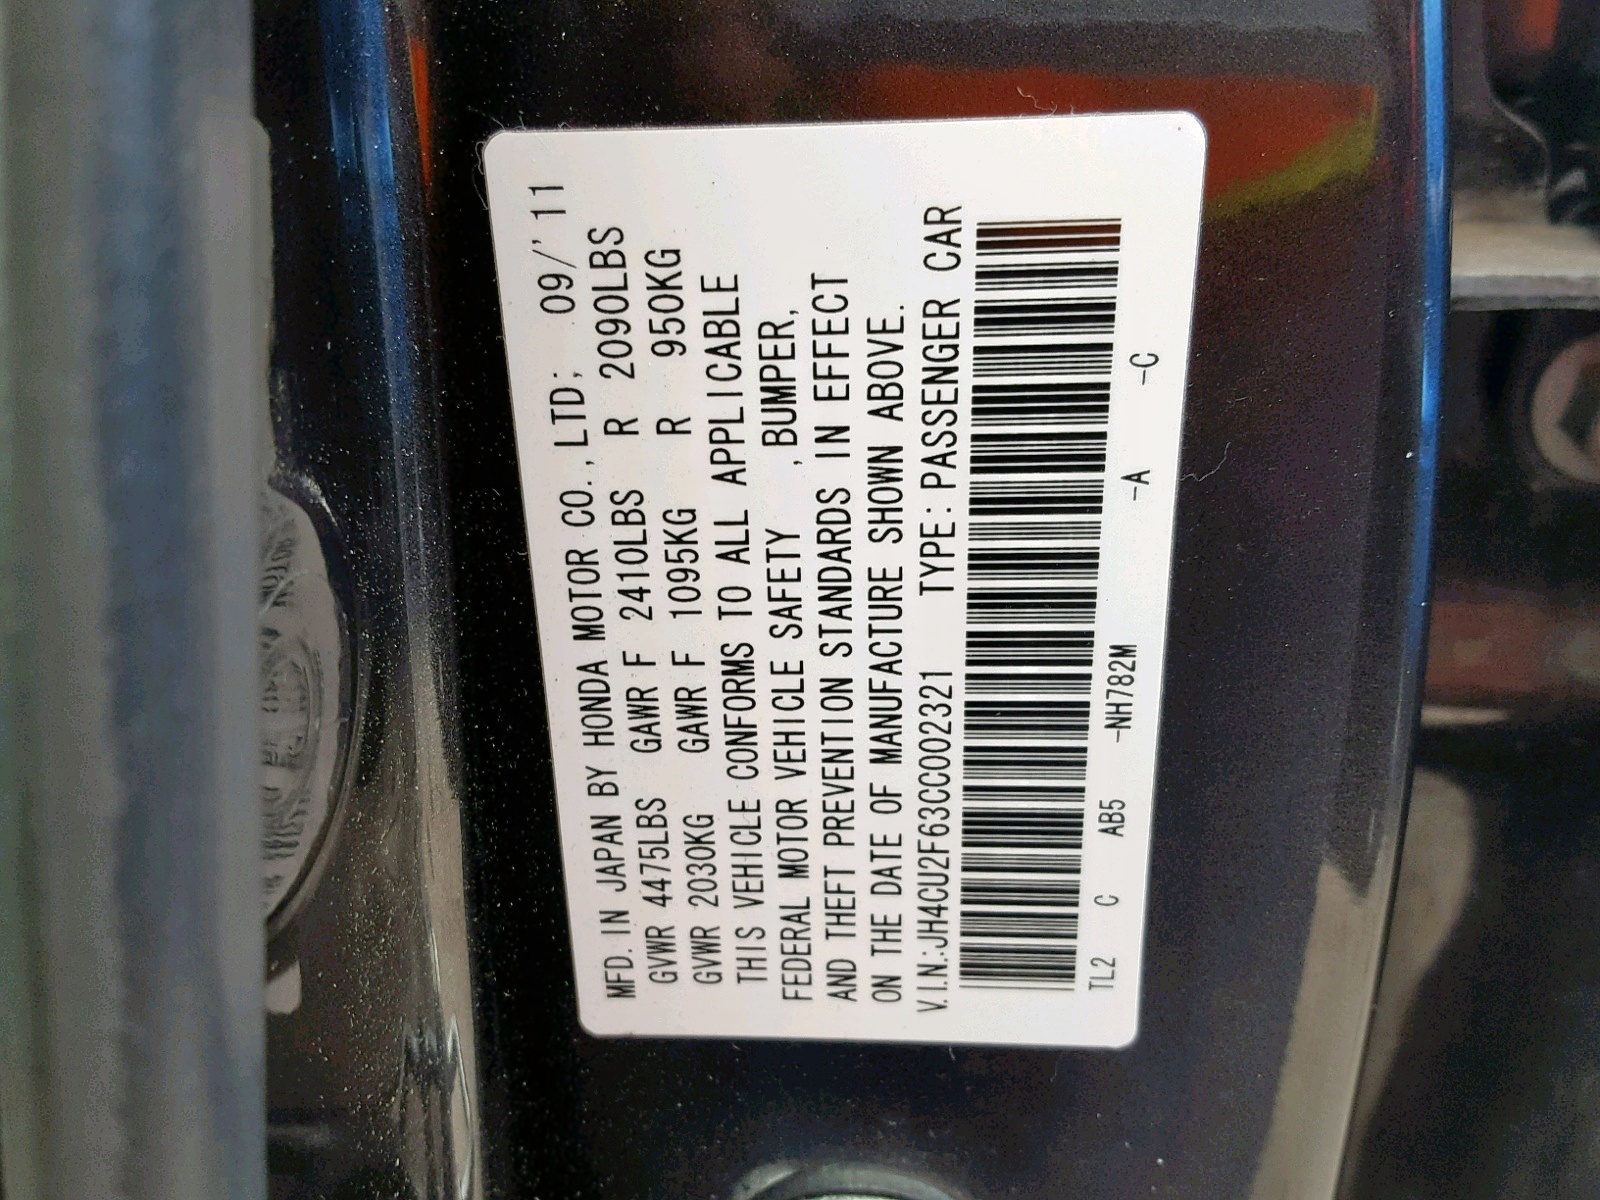 MFD. IN JAPAN BY HONDA MOTOR CO., LTD; 09/'11
GVWR 4475LBS GAWR F 2410LBS R 2090LBS
GVWR 2030KG GAWR F 1095KG R 950KG
THIS VEHICLE CONFORMS TO ALL APPLICABLE
FEDERAL MOTOR VEHICLE SAFETY , BUMPER,
AND THEFT PREVENTION STANDARDS IN EFFECT
ON THE DATE OF MANUFACTURE SHOWN ABOVE.
V.I.N.:JH4CU2F63CC002321 TYPE:PASSENGER CAR
TL2 C AB5 -NH782M -A -C